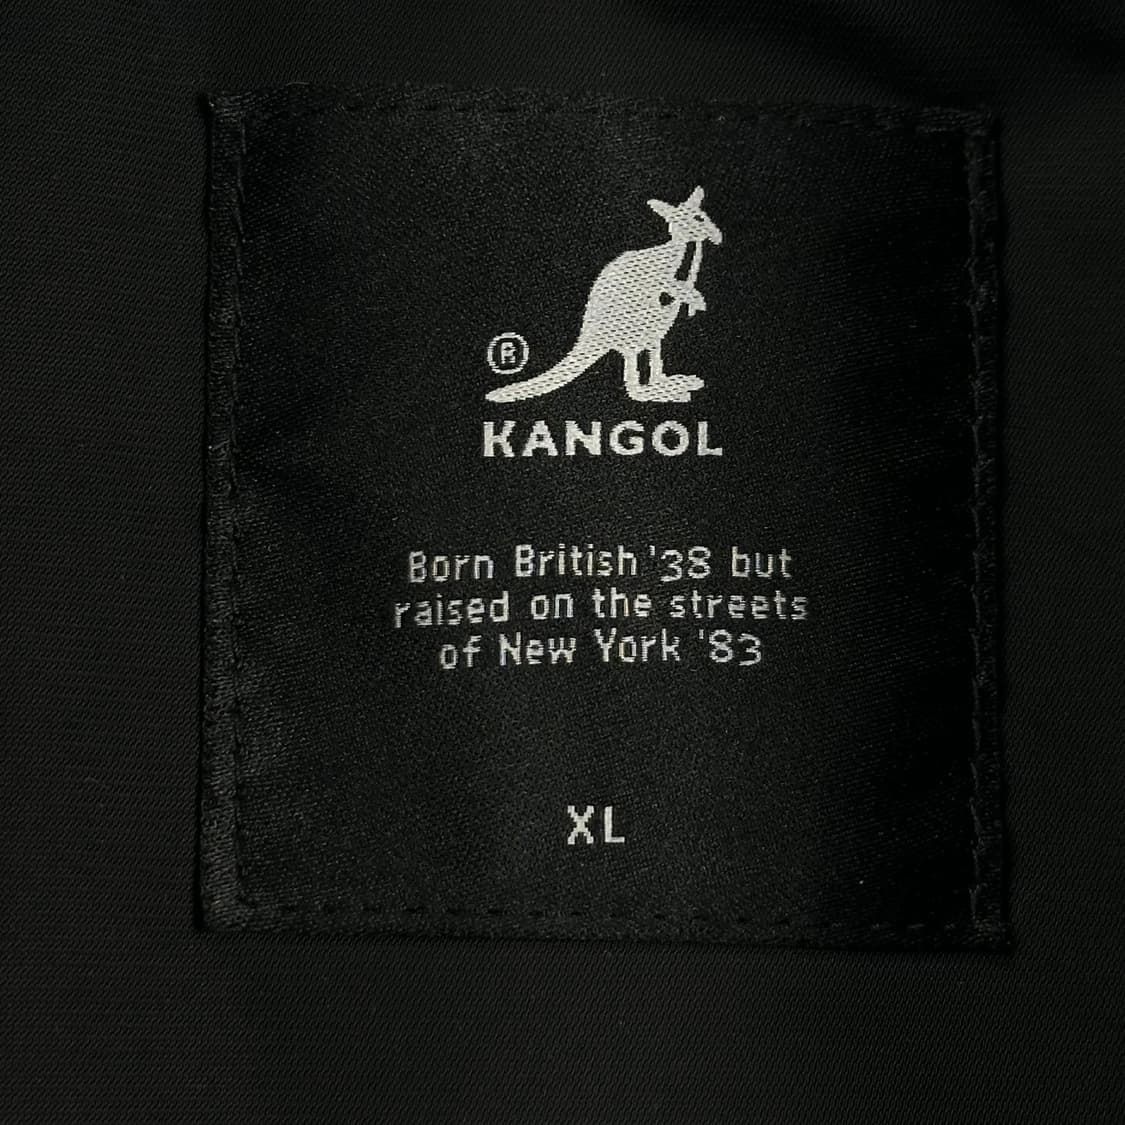 ®
KANGOL
Born British '38 but
raised on the streets
of New York '83
XL